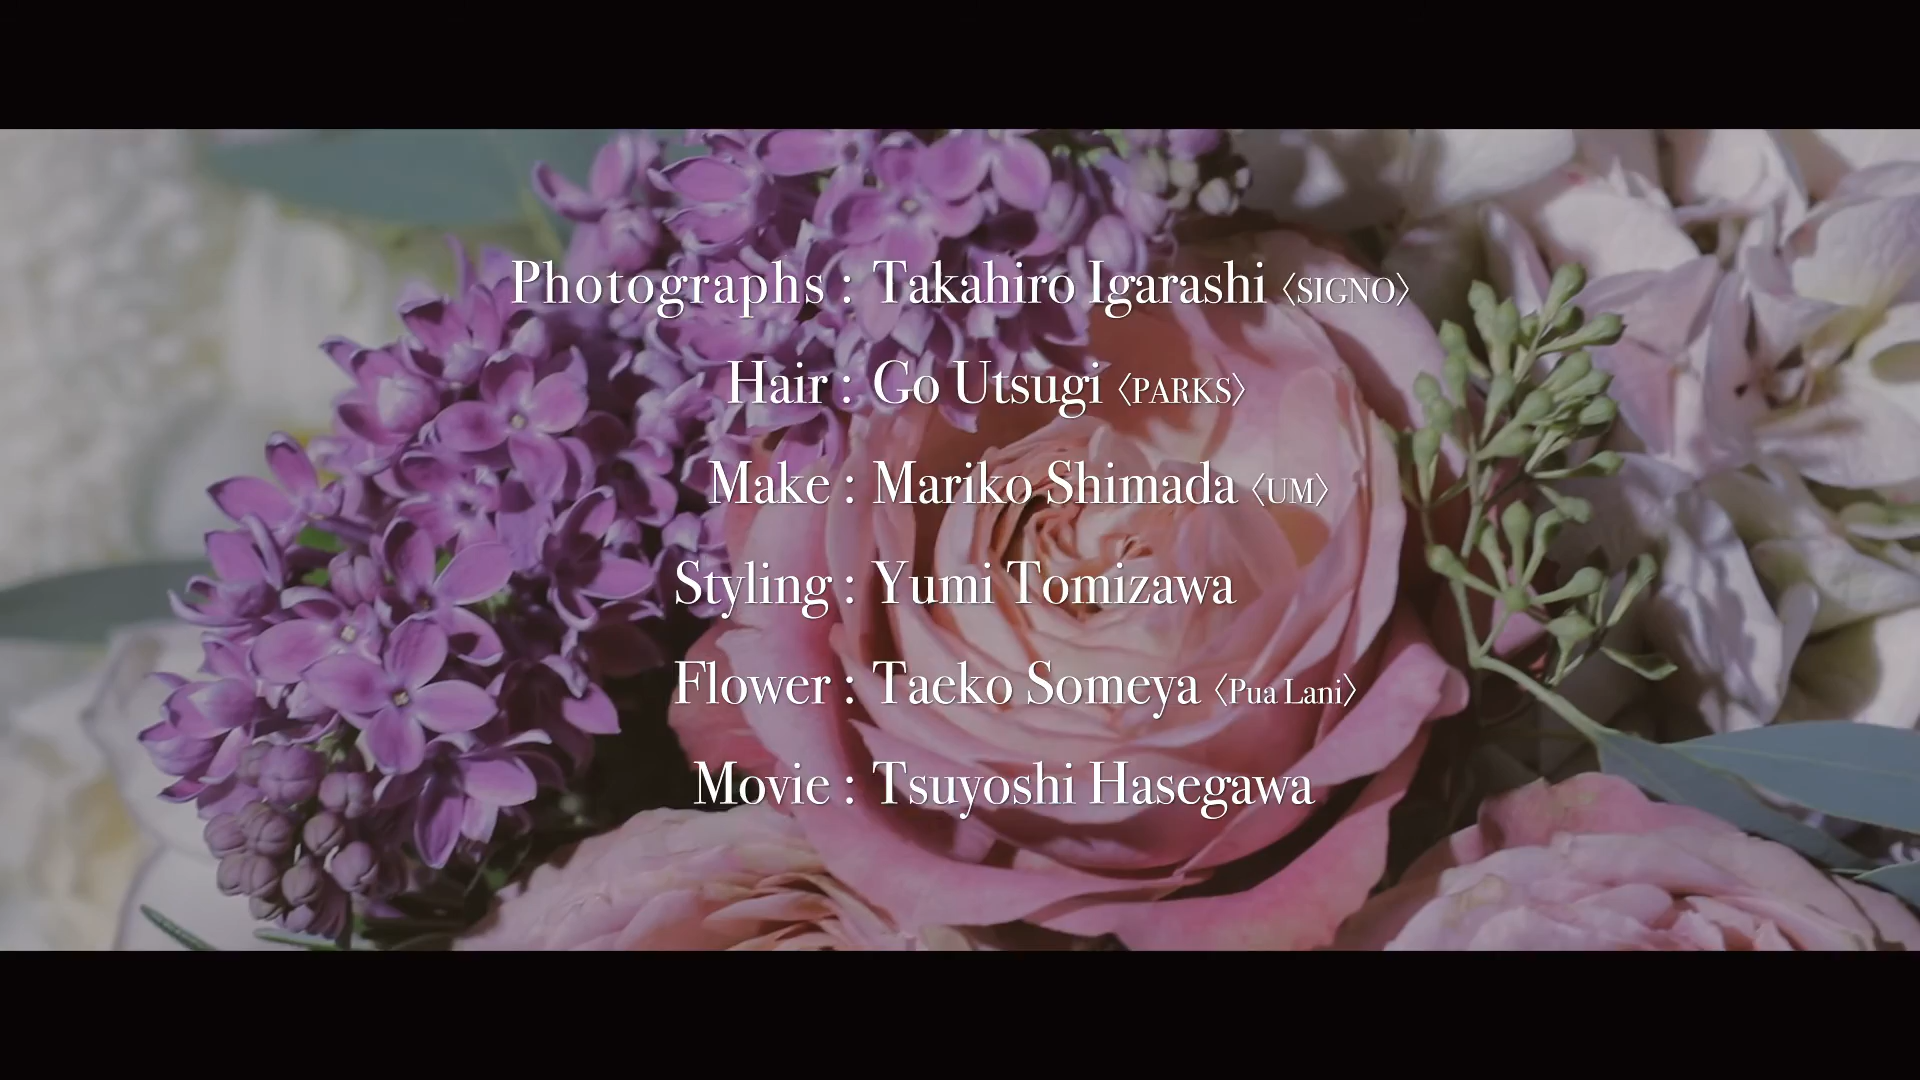 Photographs : Takahiro Igarashi 〈SIGNO〉
Hair : Go Utsugi 〈PARKS〉
Make : Mariko Shimada 〈UM〉
Styling : Yumi Tomizawa
Flower : Taeko Someya 〈Pua Lani〉
Movie : Tsuyoshi Hasegawa